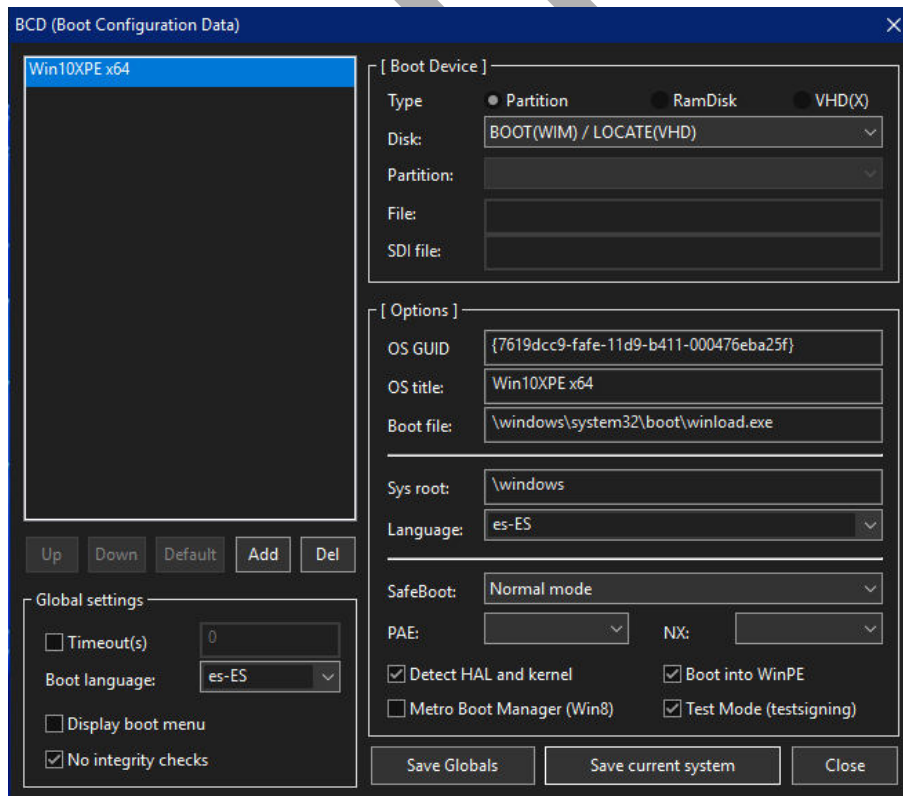 BCD (Boot Configuration Data)
Win10XPE x64
Up Down Default Add Del
Global settings
Timeout(s) 0
Boot language: es-ES
Display boot menu
No integrity checks
[ Boot Device ]
Type Partition RamDisk VHD(X)
Disk: BOOT(WIM) / LOCATE(VHD)
Partition:
File:
SDI file:
[ Options ]
OS GUID {7619dcc9-fafe-11d9-b411-000476eba25f}
OS title: Win10XPE x64
Boot file: \windows\system32\boot\winload.exe
Sys root: \windows
Language: es-ES
SafeBoot: Normal mode
PAE: NX:
Detect HAL and kernel Boot into WinPE
Metro Boot Manager (Win8) Test Mode (testsigning)
Save Globals Save current system Close